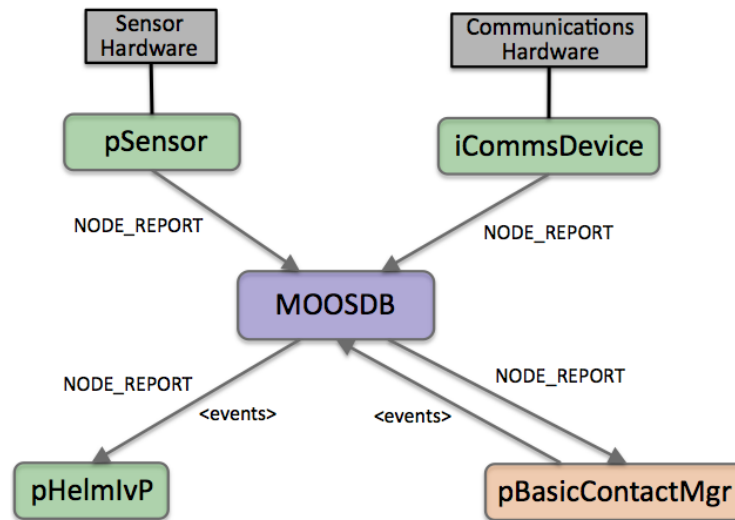 Sensor
Hardware
Communications
Hardware
pSensor
iCommsDevice
NODE_REPORT
NODE_REPORT
MOOSDB
NODE_REPORT
NODE_REPORT
<events>
<events>
pHelmIvP
pBasicContactMgr